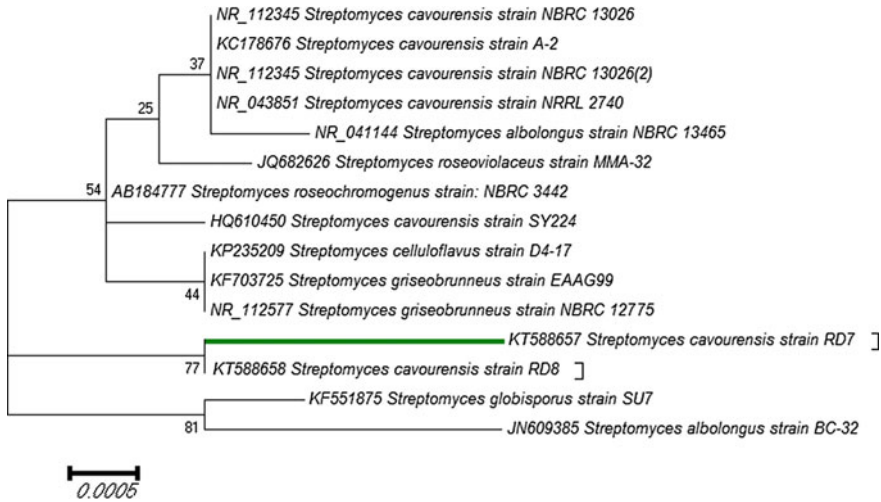 NR_112345 Streptomyces cavourensis strain NBRC 13026
KC178676 Streptomyces cavourensis strain A-2
37
NR_112345 Streptomyces cavourensis strain NBRC 13026(2)
NR_043851 Streptomyces cavourensis strain NRRL 2740
25
NR_041144 Streptomyces albolongus strain NBRC 13465
JQ682626 Streptomyces roseoviolaceus strain MMA-32
54
AB184777 Streptomyces roseochromogenus strain: NBRC 3442
HQ610450 Streptomyces cavourensis strain SY224
KP235209 Streptomyces celluloflavus strain D4-17
KF703725 Streptomyces griseobrunneus strain EAAG99
44
NR_112577 Streptomyces griseobrunneus strain NBRC 12775
KT588657 Streptomyces cavourensis strain RD7
77
KT588658 Streptomyces cavourensis strain RD8
KF551875 Streptomyces globisporus strain SU7
81
JN609385 Streptomyces albolongus strain BC-32
0.0005